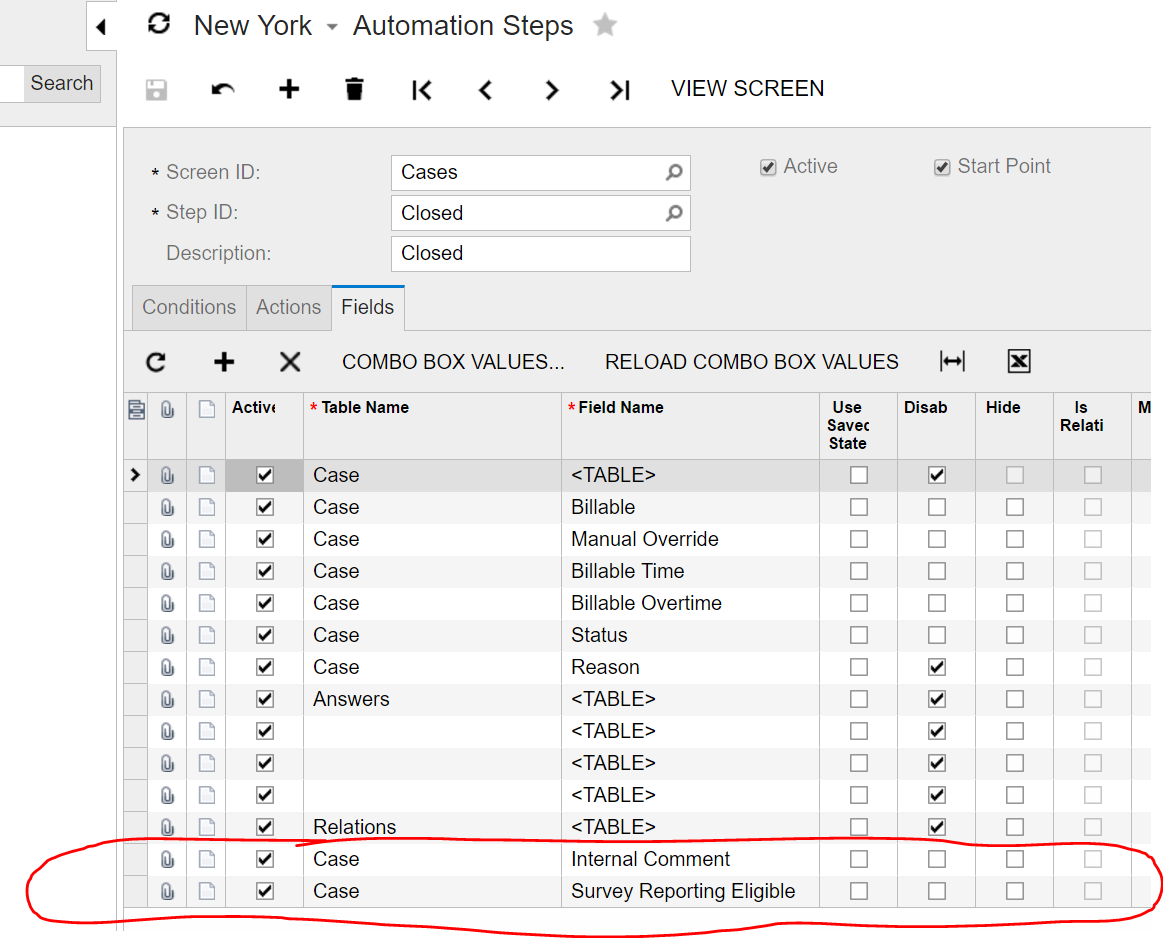 New York Automation Steps
Search
VIEW SCREEN
* Screen ID: Cases Active Start Point
* Step ID: Closed
Description: Closed
Conditions Actions Fields
COMBO BOX VALUES... RELOAD COMBO BOX VALUES
Active * Table Name * Field Name Use Saved State Disab Hide Is Relati M
Case <TABLE>
Case Billable
Case Manual Override
Case Billable Time
Case Billable Overtime
Case Status
Case Reason
Answers <TABLE>
<TABLE>
<TABLE>
<TABLE>
Relations <TABLE>
Case Internal Comment
Case Survey Reporting Eligible